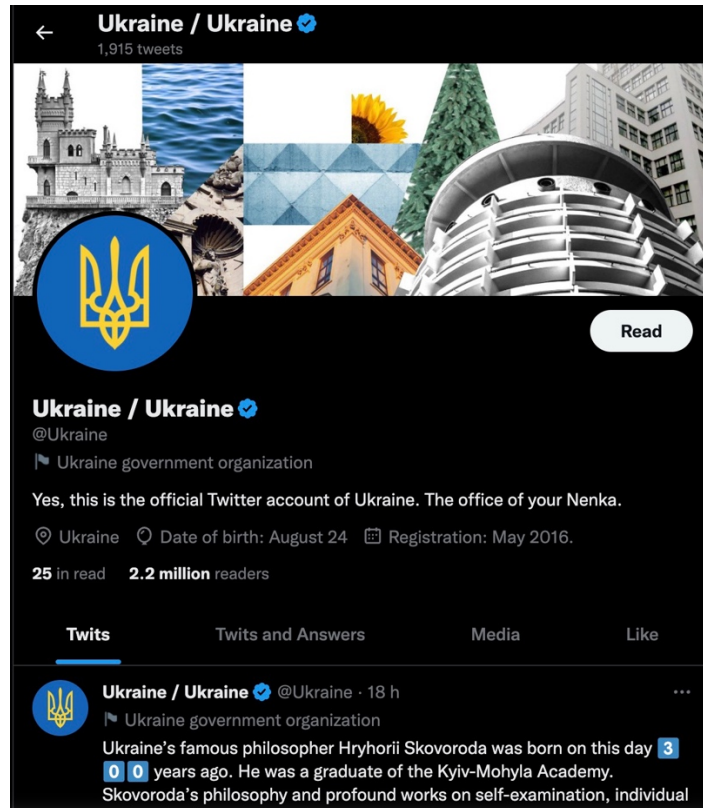 Ukraine / Ukraine
1,915 tweets
Read
Ukraine / Ukraine
@Ukraine
Ukraine government organization
Yes, this is the official Twitter account of Ukraine. The office of your Nenka.
Ukraine Date of birth: August 24 Registration: May 2016.
25 in read 2.2 million readers
Twits Twits and Answers Media Like
Ukraine / Ukraine @Ukraine · 18 h
Ukraine government organization
Ukraine's famous philosopher Hryhorii Skovoroda was born on this day 3
0 0 years ago. He was a graduate of the Kyiv-Mohyla Academy.
Skovoroda's philosophy and profound works on self-examination, individual